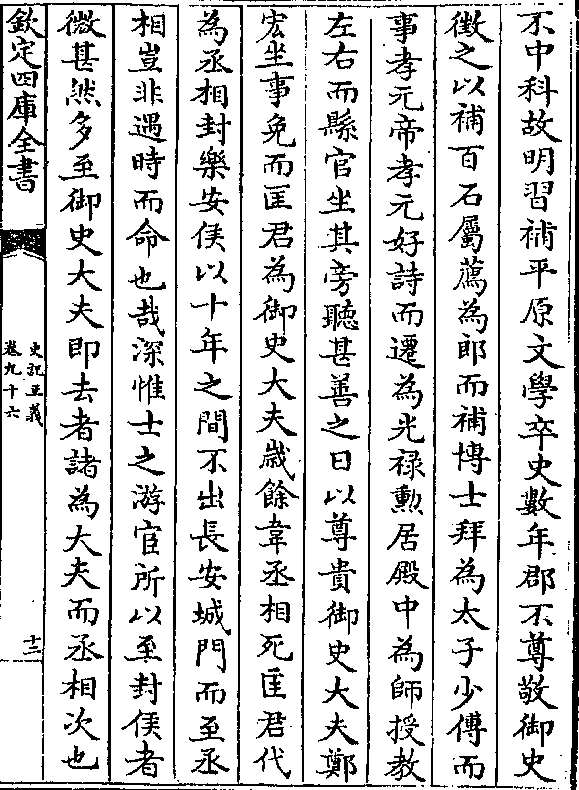 不中科故明習補平原文學卒史數年郡不尊敬御史
徴之以補百石屬薦為郎而補博士拜為太子少傅而
事孝元帝孝元好詩而遷為光禄勲居殿中為師授教
左右而縣官坐其旁聽甚善之日以尊貴御史大夫鄭
宏坐事免而匡君為御史大夫嵗餘韋丞相死匡君代
為丞相封樂安侯以十年之間不出長安城門而至丞
相豈非遇時而命也哉深惟士之游宦所以至封侯者
微甚然多至御史大夫即去者諸為大夫而丞相次也
欽定四庫全書
史記正義
卷九十六
十三